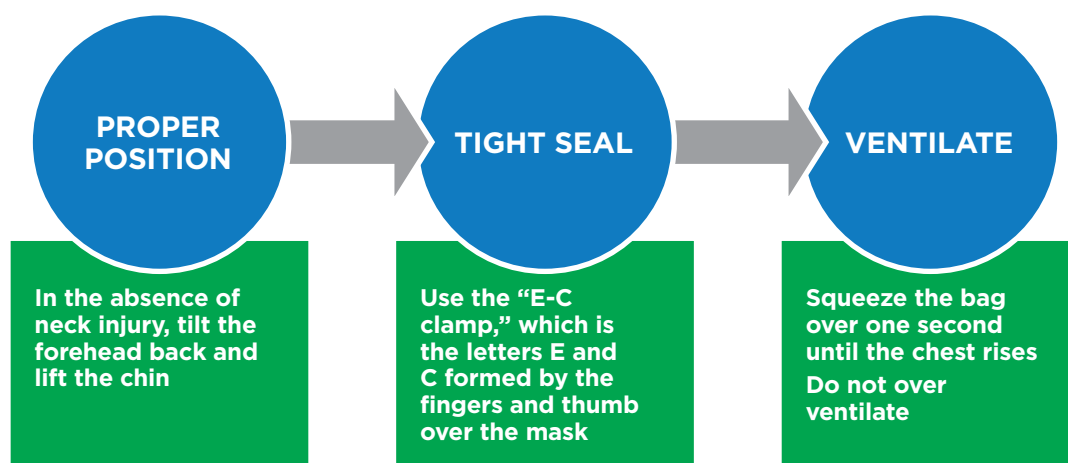 PROPER
POSITION
In the absence of
neck injury, tilt the
forehead back and
lift the chin
TIGHT SEAL
Use the “E-C
clamp,” which is
the letters E and
C formed by the
fingers and thumb
over the mask
VENTILATE
Squeeze the bag
over one second
until the chest rises
Do not over
ventilate